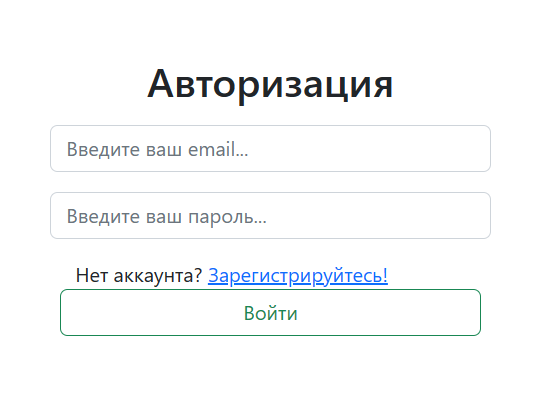 Авторизация
Введите ваш email...
Введите ваш пароль...
Нет аккаунта? Зарегистрируйтесь!
Войти